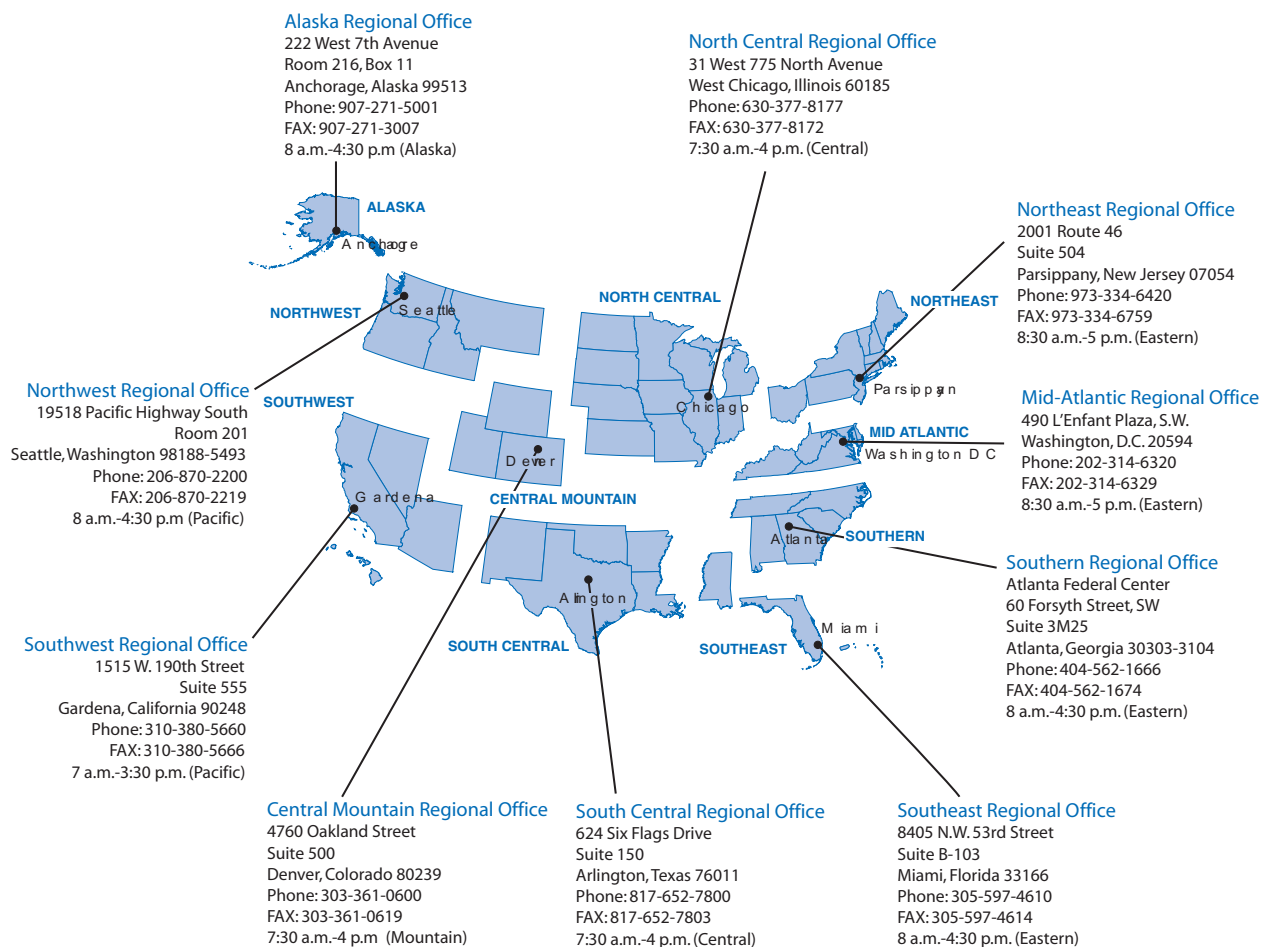 Alaska Regional Office
222 West 7th Avenue
Room 216, Box 11
Anchorage, Alaska 99513
Phone: 907-271-5001
FAX: 907-271-3007
8 a.m.-4:30 p.m (Alaska)
North Central Regional Office
31 West 775 North Avenue
West Chicago, Illinois 60185
Phone: 630-377-8177
FAX: 630-377-8172
7:30 a.m.-4 p.m. (Central)
Northeast Regional Office
2001 Route 46
Suite 504
Parsippany, New Jersey 07054
Phone: 973-334-6420
FAX: 973-334-6759
8:30 a.m.-5 p.m. (Eastern)
ALASKA
Anchorage
NORTHWEST
Seattle
NORTH CENTRAL
Chicago
NORTHEAST
Parsippany
Northwest Regional Office
19518 Pacific Highway South
Room 201
Seattle, Washington 98188-5493
Phone: 206-870-2200
FAX: 206-870-2219
8 a.m.-4:30 p.m (Pacific)
SOUTHWEST
Gardena
Denver
CENTRAL MOUNTAIN
MID ATLANTIC
Washington DC
Mid-Atlantic Regional Office
490 L'Enfant Plaza, S.W.
Washington, D.C. 20594
Phone: 202-314-6320
FAX: 202-314-6329
8:30 a.m.-5 p.m. (Eastern)
Atlanta
SOUTHERN
Arlington
SOUTH CENTRAL
Miami
SOUTHEAST
Southern Regional Office
Atlanta Federal Center
60 Forsyth Street, SW
Suite 3M25
Atlanta, Georgia 30303-3104
Phone: 404-562-1666
FAX: 404-562-1674
8 a.m.-4:30 p.m. (Eastern)
Southwest Regional Office
1515 W. 190th Street
Suite 555
Gardena, California 90248
Phone: 310-380-5660
FAX: 310-380-5666
7 a.m.-3:30 p.m. (Pacific)
Central Mountain Regional Office
4760 Oakland Street
Suite 500
Denver, Colorado 80239
Phone: 303-361-0600
FAX: 303-361-0619
7:30 a.m.-4 p.m (Mountain)
South Central Regional Office
624 Six Flags Drive
Suite 150
Arlington, Texas 76011
Phone: 817-652-7800
FAX: 817-652-7803
7:30 a.m.-4 p.m. (Central)
Southeast Regional Office
8405 N.W. 53rd Street
Suite B-103
Miami, Florida 33166
Phone: 305-597-4610
FAX: 305-597-4614
8 a.m.-4:30 p.m. (Eastern)